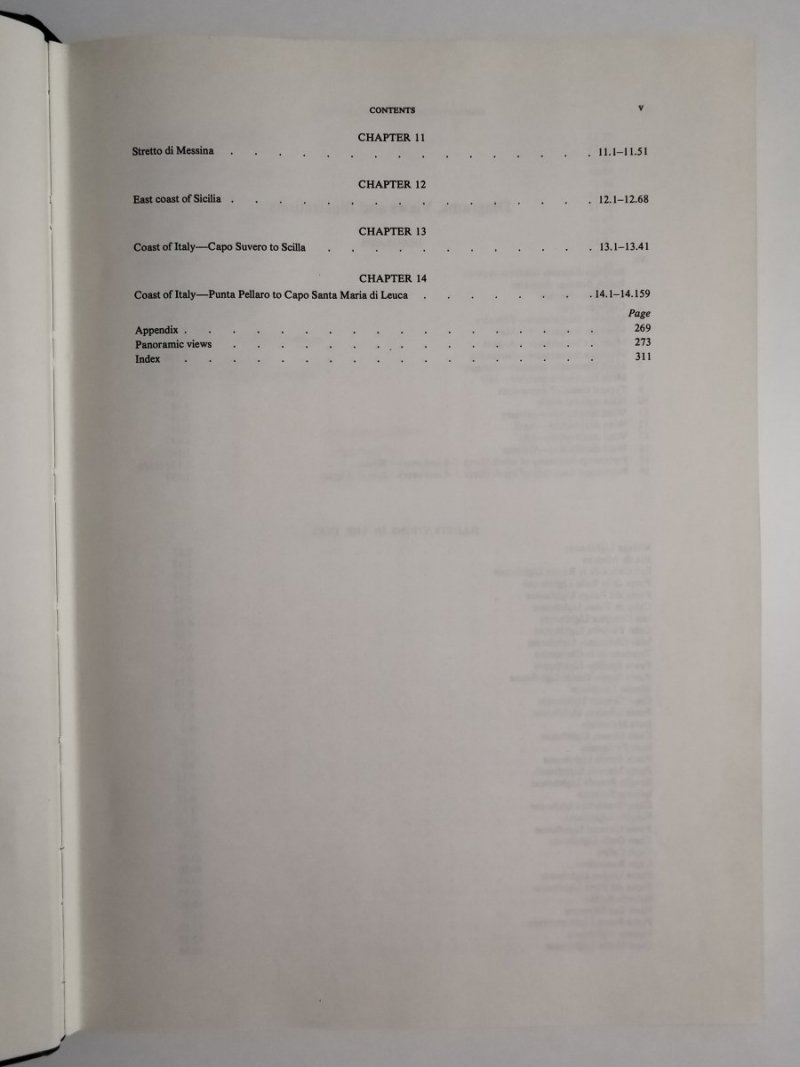 CONTENTS v
CHAPTER 11
Stretto di Messina . . . . . . . . . . . . . . . . 11.1–11.51
CHAPTER 12
East coast of Sicilia . . . . . . . . . . . . . . . . 12.1–12.68
CHAPTER 13
Coast of Italy—Capo Suvero to Scilla . . . . . . . . . . . . 13.1–13.41
CHAPTER 14
Coast of Italy—Punta Pellaro to Capo Santa Maria di Leuca . . . . . . . . 14.1–14.159
Page
Appendix . . . . . . . . . . . . . . . . . . 269
Panoramic views . . . . . . . . . . . . . . . . 273
Index . . . . . . . . . . . . . . . . . . 311